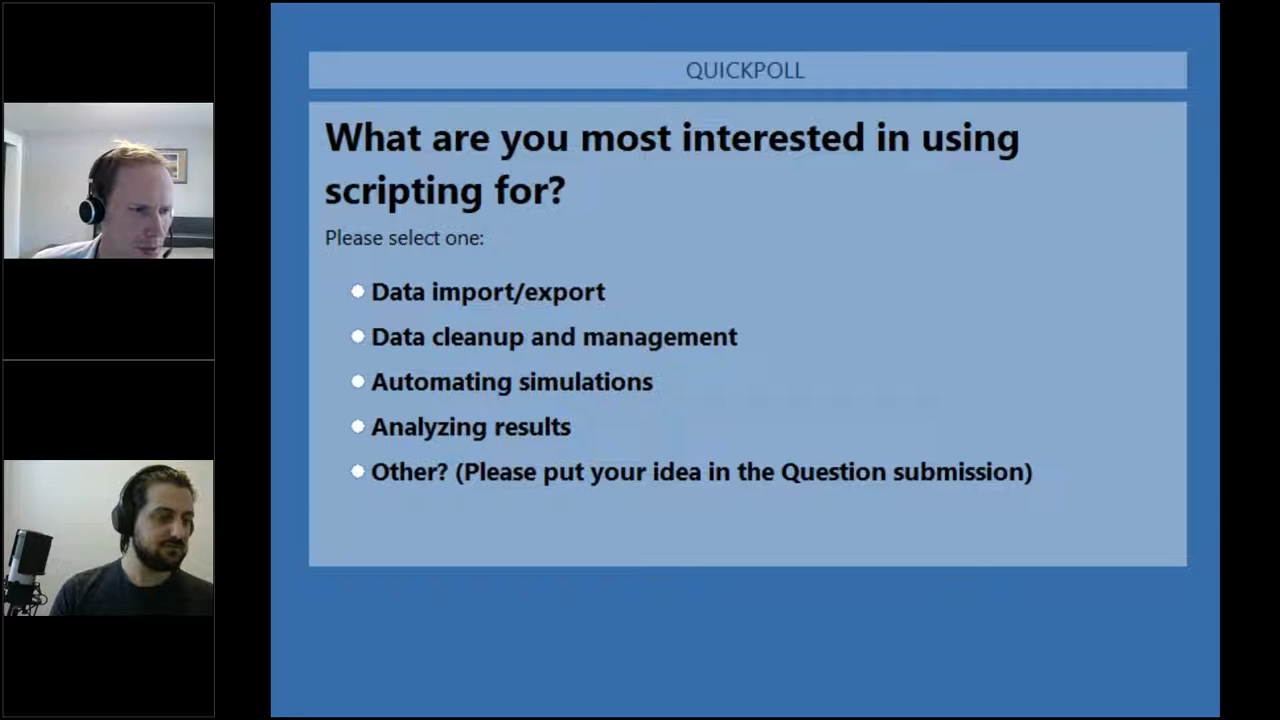 QUICKPOLL
What are you most interested in using
scripting for?
Please select one:
Data import/export
Data cleanup and management
Automating simulations
Analyzing results
Other? (Please put your idea in the Question submission)